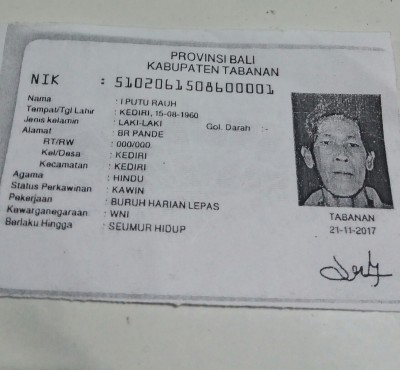 PROVINSI BALI
KABUPATEN TABANAN
NIK : 5102061508600001
Nama : I PUTU RAUH
Tempat/Tgl Lahir : KEDIRI, 15-08-1960
Jenis kelamin : LAKI-LAKI Gol. Darah :-
Alamat : BR PANDE
RT/RW : 000/000
Kel/Desa : KEDIRI
Kecamatan : KEDIRI
Agama : HINDU
Status Perkawinan : KAWIN
Pekerjaan : BURUH HARIAN LEPAS
Kewarganegaraan : WNI
Berlaku Hingga : SEUMUR HIDUP
TABANAN
21-11-2017